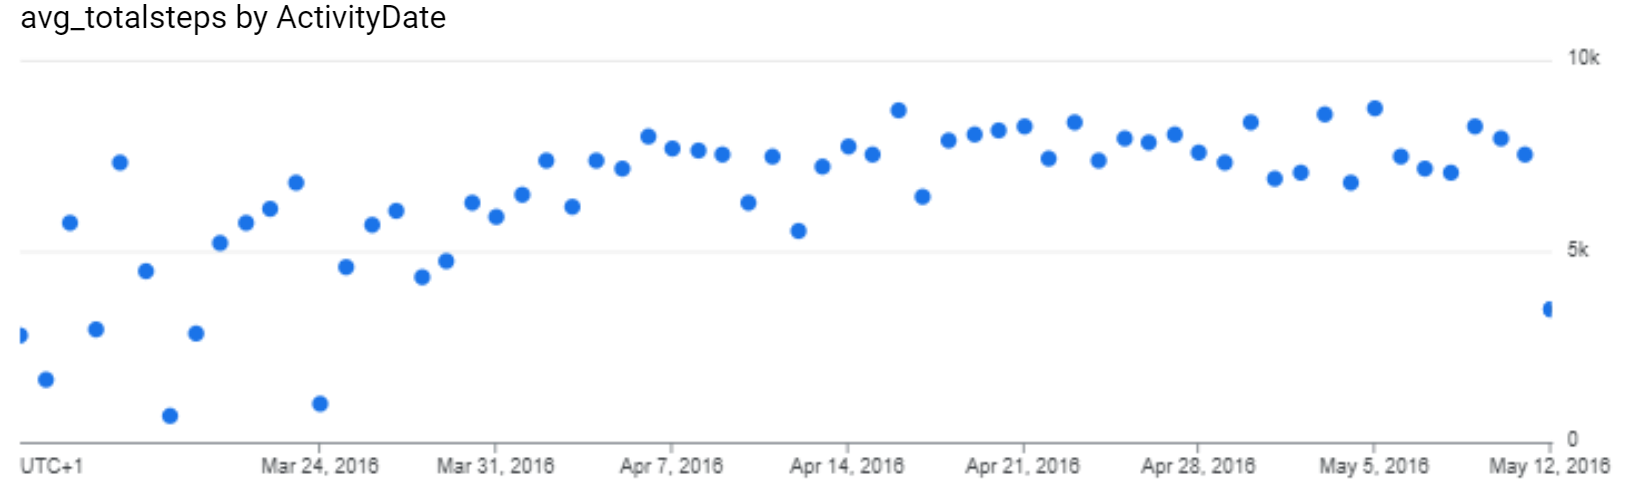 avg_totalsteps by ActivityDate
10k
5k
0
UTC+1 Mar 24, 2016 Mar 31, 2016 Apr 7, 2016 Apr 14, 2016 Apr 21, 2016 Apr 28, 2016 May 5, 2016 May 12, 2016